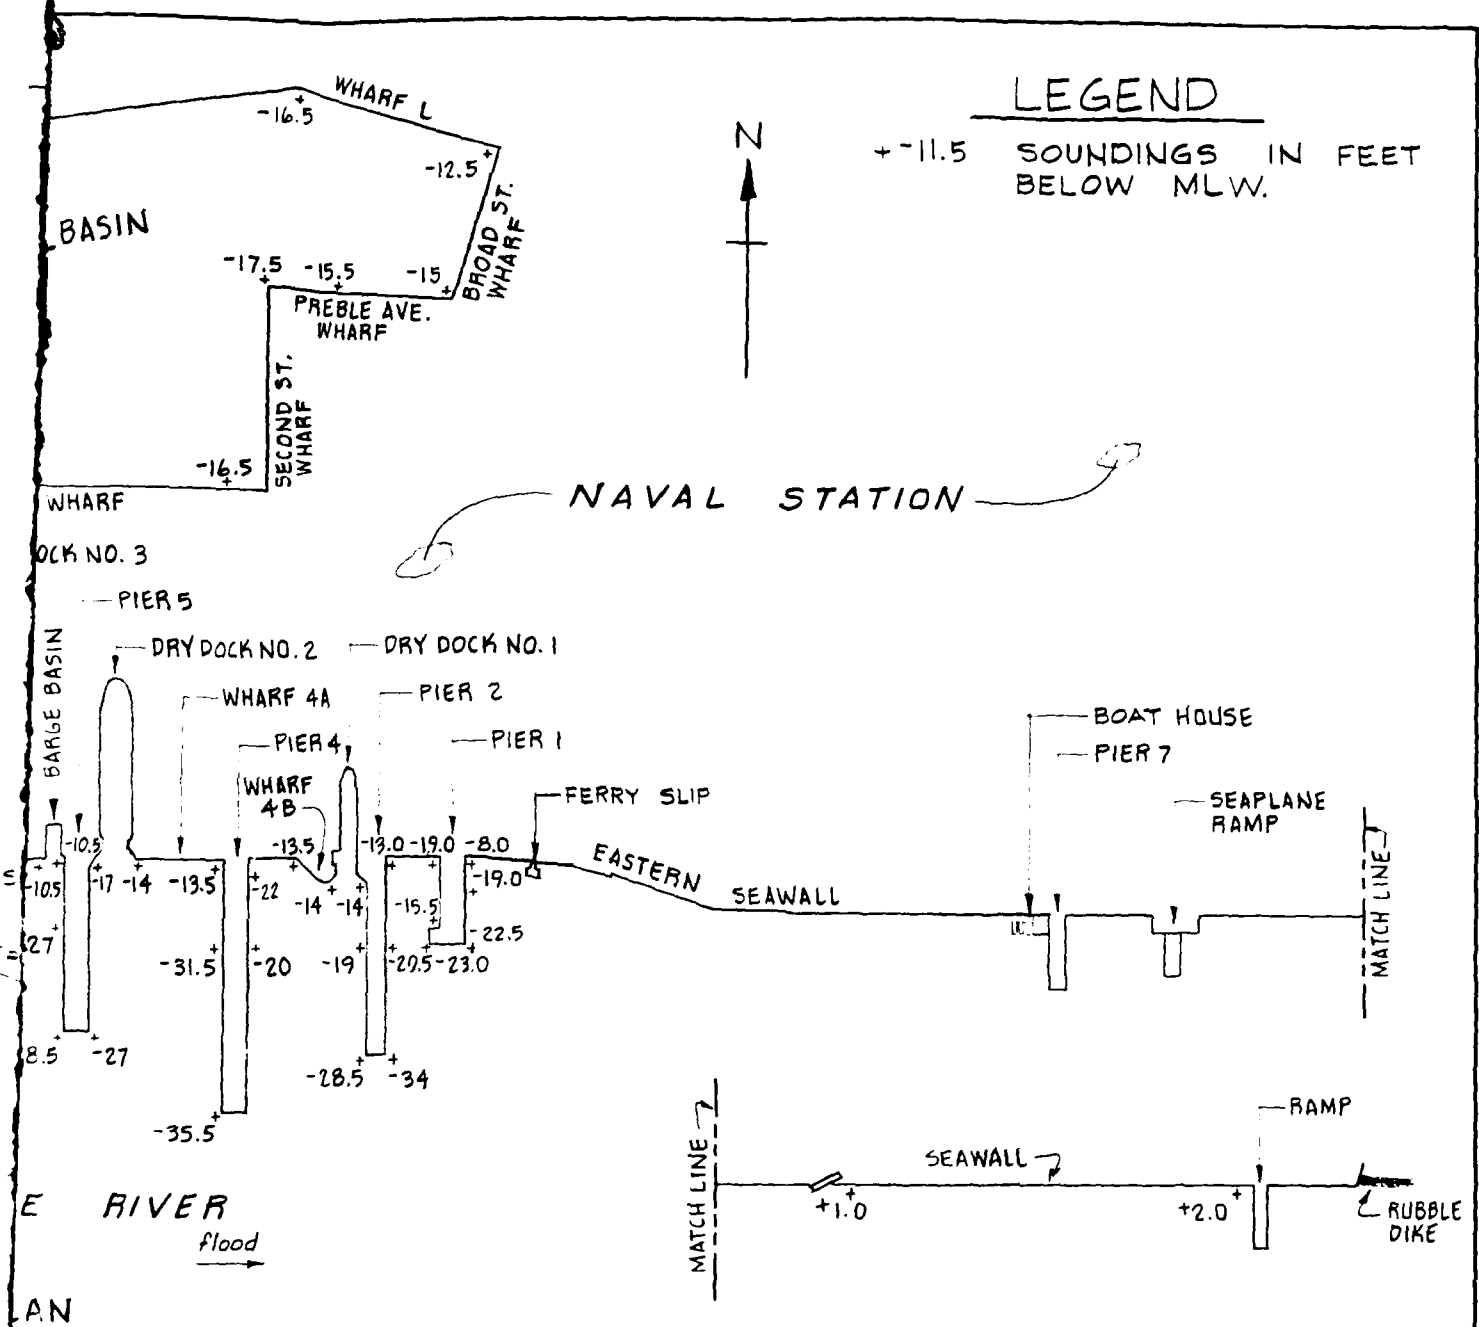 LEGEND
+ -11.5 SOUNDINGS IN FEET
BELOW MLW.
N
WHARF L
-16.5
-12.5
BROAD ST.
WHARF
BASIN
-17.5 -15.5 -15
PREBLE AVE.
WHARF
SECOND ST.
WHARF
-16.5
WHARF
NAVAL STATION
OCK NO. 3
PIER 5
BARGE BASIN
DRY DOCK NO. 2
DRY DOCK NO. 1
WHARF 4A
PIER 2
PIER 4
PIER 1
WHARF
4B
FERRY SLIP
BOAT HOUSE
PIER 7
SEAPLANE
RAMP
MATCH LINE
EASTERN
SEAWALL
-10.5 -13.5 -13.0 -19.0 -8.0
-10.5 -17 -14 -13.5 -22 -14 -14 -15.5 -19.0
27 -31.5 -20 -19 -23.0 -22.5
8.5 -27 -28.5 -34
-35.5
MATCH LINE
SEAWALL
RAMP
+1.0
+2.0
RUBBLE
DIKE
E RIVER
flood
AN